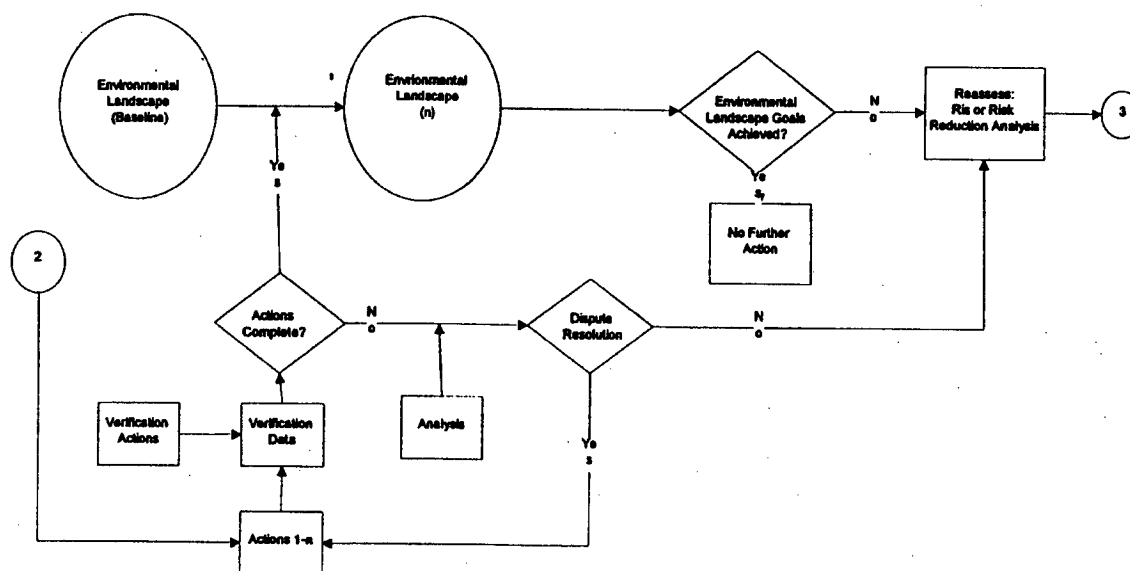 Environmental
Landscape
(Baseline)
Envrionmental
Landscape
(n)
Environmental
Landscape Goals
Achieved?
N
o
Reassess:
Ris or Risk
Reduction Analysis
3
Ye
s
Ye
s,
No Further
Action
2
Actions
Complete?
N
o
Dispute
Resolution
N
o
Verification
Actions
Verification
Data
Analysis
Ye
s
Actions 1-n